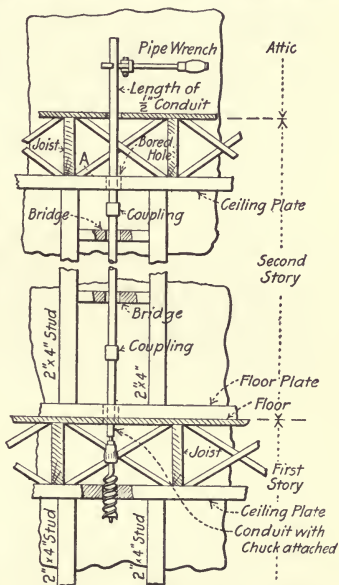 Pipe Wrench
Attic
Length of
1/2" Conduit
Joist
A
Bored
Hole
Ceiling Plate
Bridge
Coupling
Second
Story
Bridge
2"x4" Stud
2"x4"
Coupling
Floor Plate
Floor
Joist
First
Story
Ceiling Plate
2"x4" Stud
2"x4" Stud
Conduit with
Chuck attached